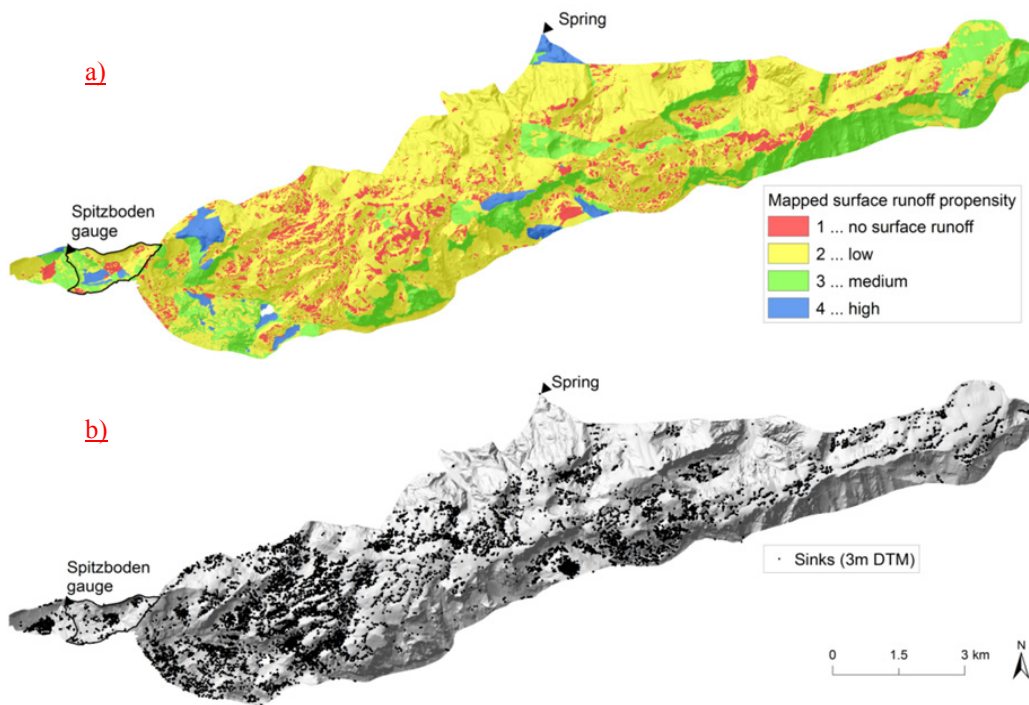 Spring
a)
Spitzboden
gauge
Mapped surface runoff propensity
1 ... no surface runoff
2 ... low
3 ... medium
4 ... high
Spring
b)
Spitzboden
gauge
Sinks (3m DTM)
0 1.5 3 km
N